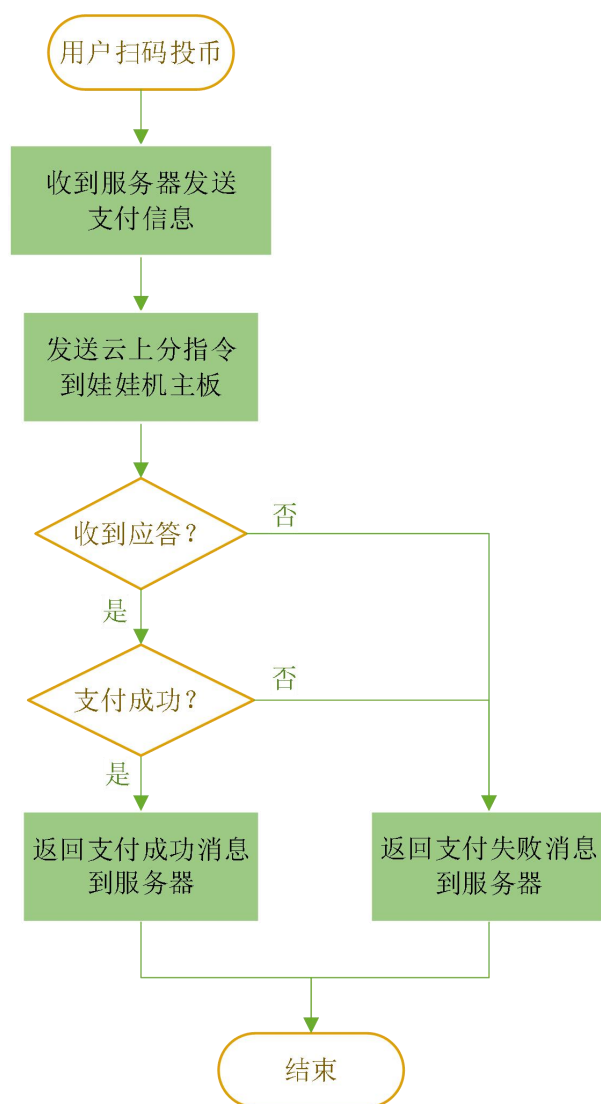 用户扫码投币
收到服务器发送
支付信息
发送云上分指令
到娃娃机主板
收到应答？
否
是
支付成功？
否
是
返回支付成功消息
到服务器
返回支付失败消息
到服务器
结束